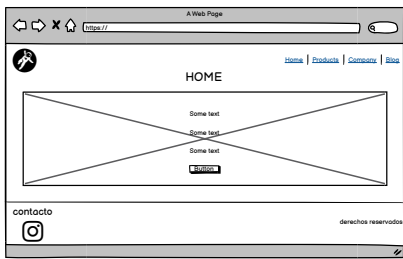 A Web Page
https://
Home | Products | Company | Blog
HOME
Some text
Some text
Some text
Button
contacto
derechos reservados